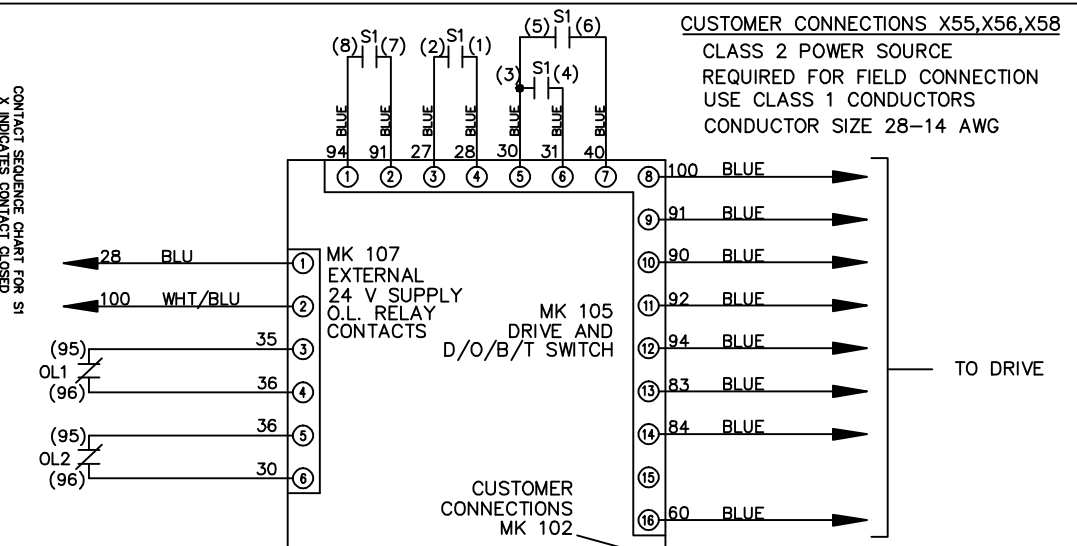 CUSTOMER CONNECTIONS X55,X56,X58
CLASS 2 POWER SOURCE
REQUIRED FOR FIELD CONNECTION
USE CLASS 1 CONDUCTORS
CONDUCTOR SIZE 28-14 AWG
(8) S1 (7)
(2) S1 (1)
(5) S1 (6)
(3) S1 (4)
BLUE BLUE BLUE BLUE BLUE BLUE BLUE
94 91 27 28 30 31 40
1 2 3 4 5 6 7
8 100 BLUE
9 91 BLUE
10 90 BLUE
11 92 BLUE
12 94 BLUE
13 83 BLUE
14 84 BLUE
15
16 60 BLUE
TO DRIVE
CONTACT SEQUENCE CHART FOR S1
X INDICATES CONTACT CLOSED
28 BLU 1
100 WHT/BLU 2
(95) 35 3
OL1
(96) 36 4
(95) 36 5
OL2
(96) 30 6
MK 107
EXTERNAL
24 V SUPPLY
O.L. RELAY
CONTACTS
MK 105
DRIVE AND
D/O/B/T SWITCH
CUSTOMER
CONNECTIONS
MK 102